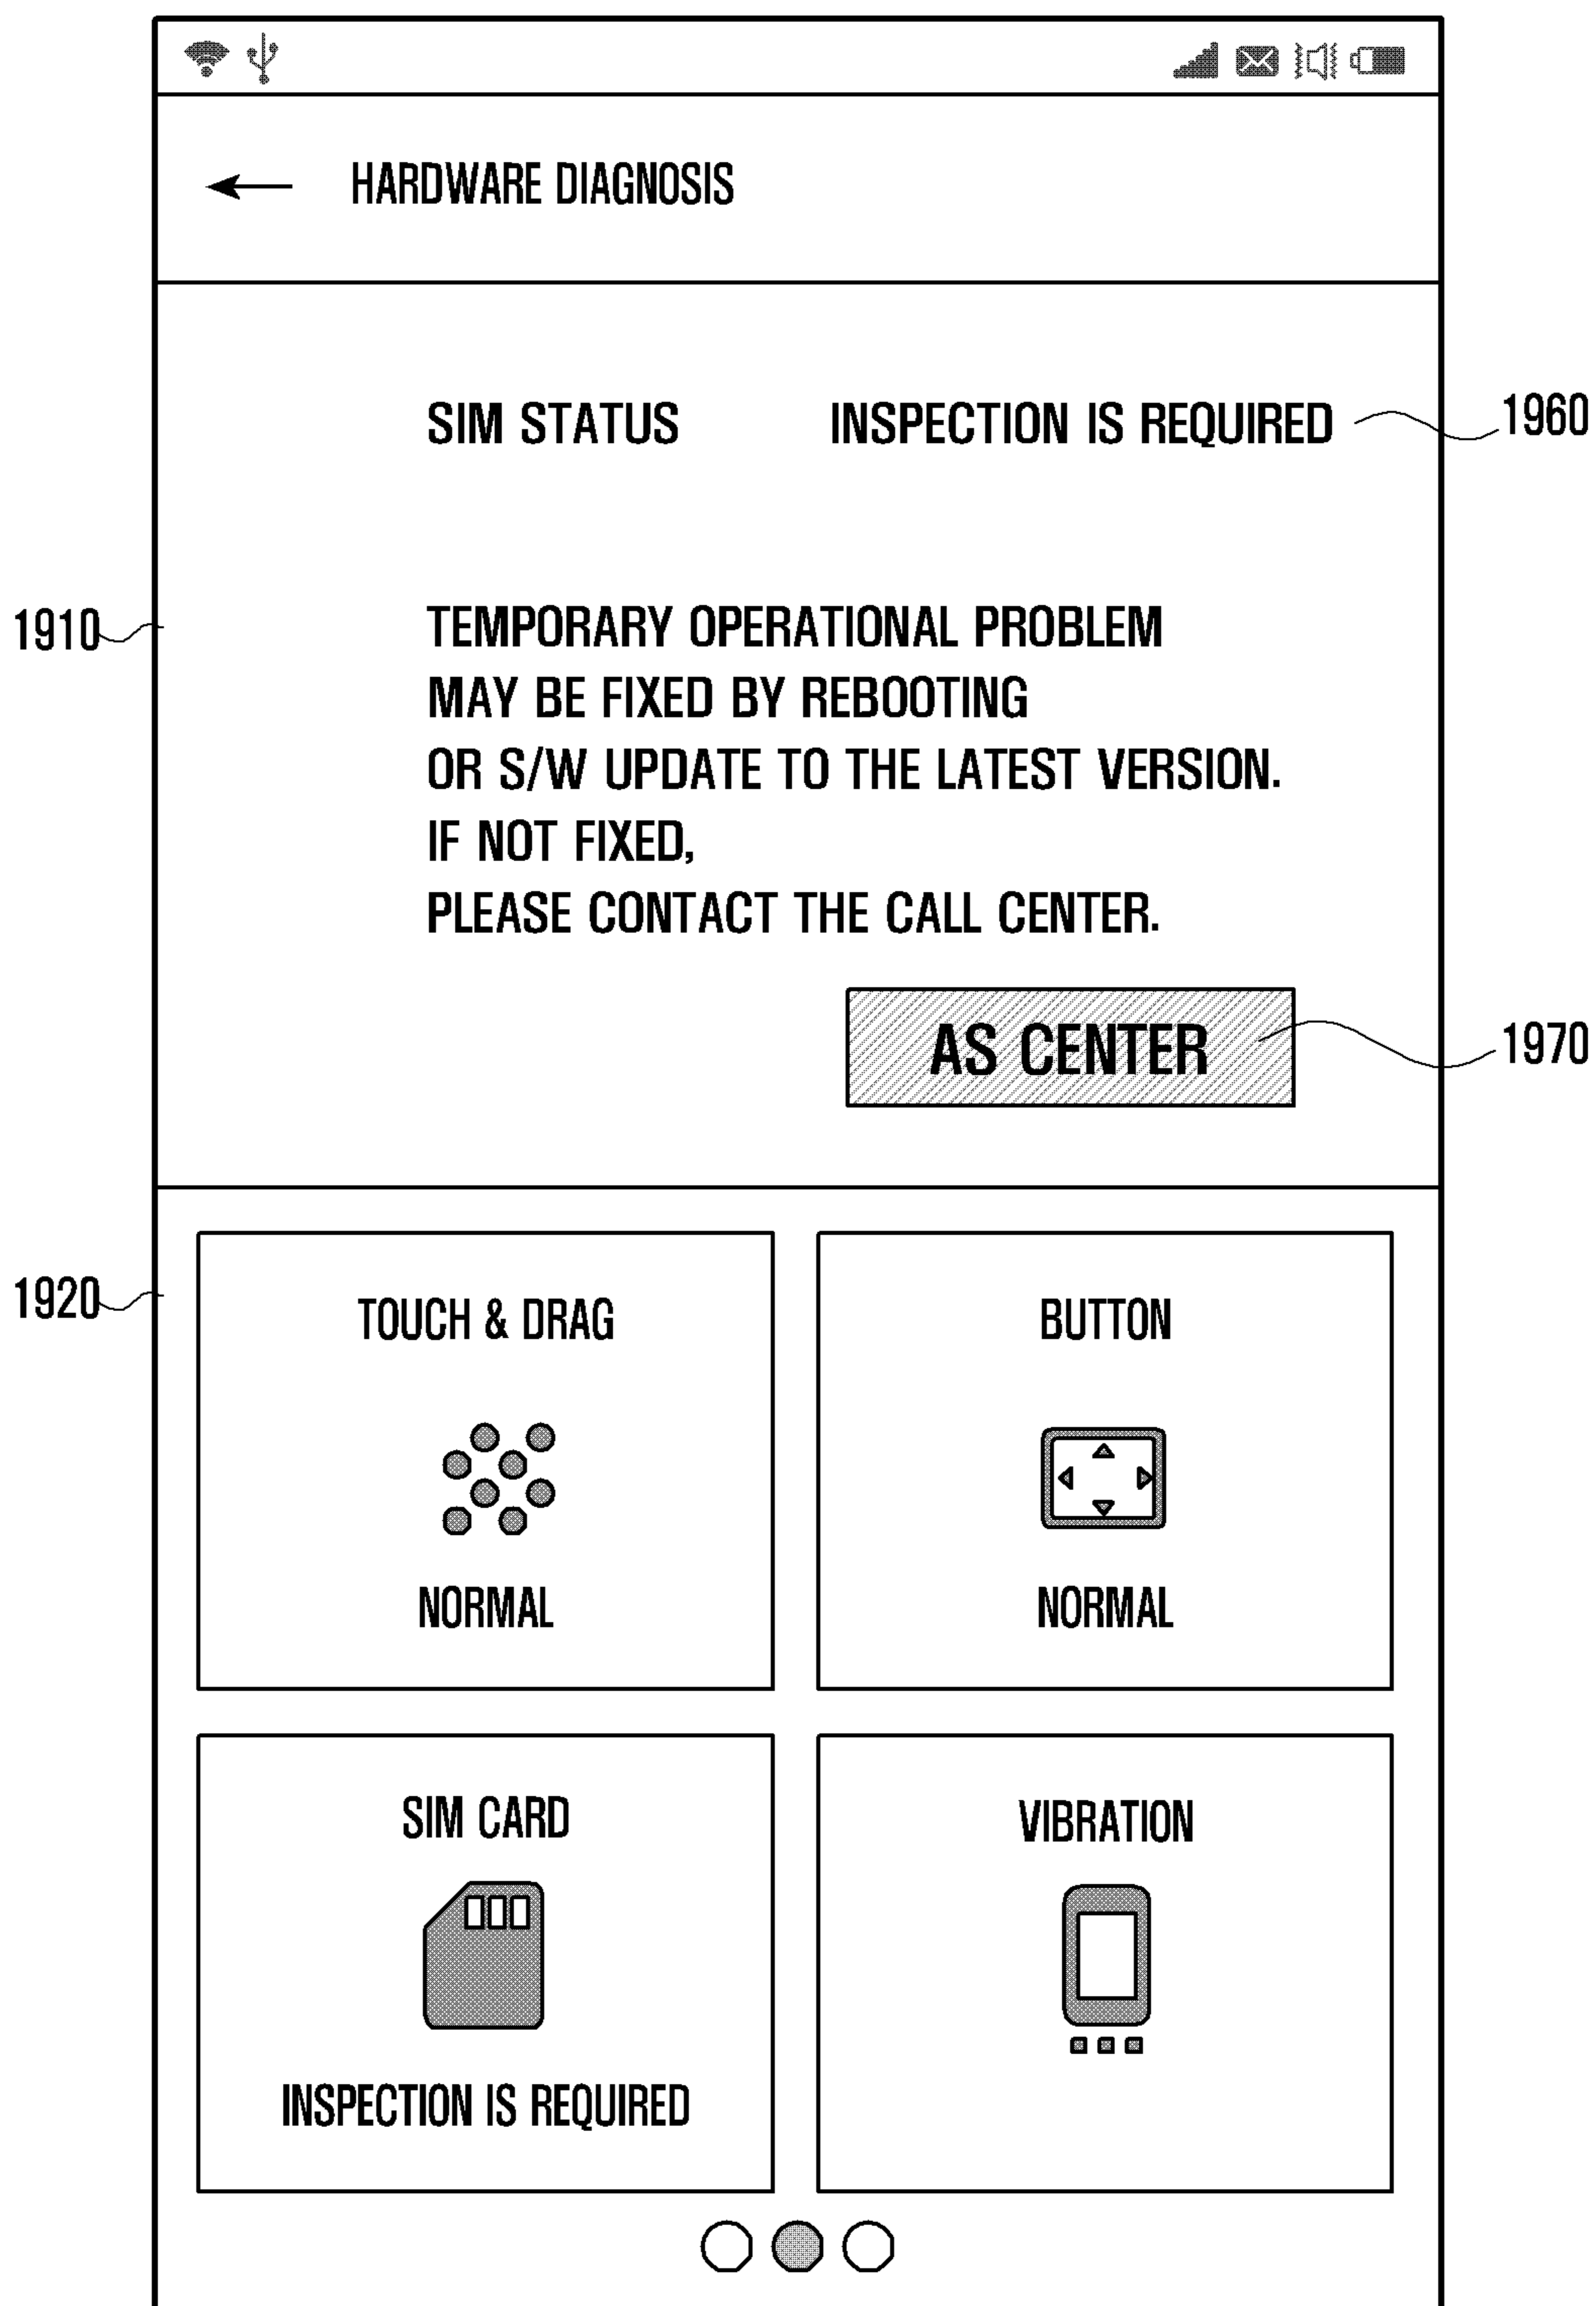 HARDWARE DIAGNOSIS
SIM STATUS INSPECTION IS REQUIRED
1960
1910
TEMPORARY OPERATIONAL PROBLEM
MAY BE FIXED BY REBOOTING
OR S/W UPDATE TO THE LATEST VERSION.
IF NOT FIXED,
PLEASE CONTACT THE CALL CENTER.
AS CENTER
1970
1920
TOUCH & DRAG
NORMAL
BUTTON
NORMAL
SIM CARD
INSPECTION IS REQUIRED
VIBRATION